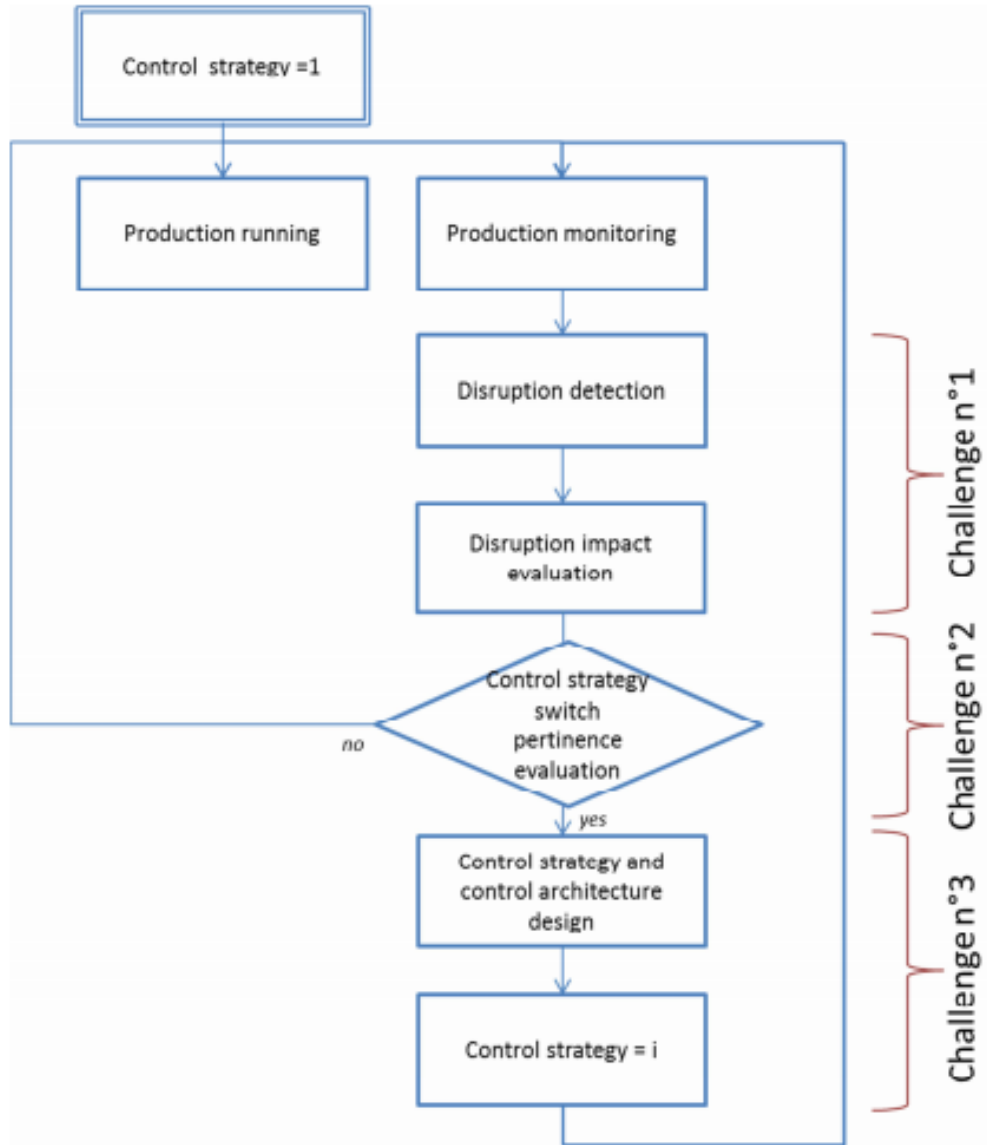 Control strategy =1
Production running
Production monitoring
Disruption detection
Disruption impact
evaluation
Challenge n°1
Control strategy
switch
pertinence
evaluation
no
yes
Challenge n°2
Control strategy and
control architecture
design
Control strategy = i
Challenge n°3